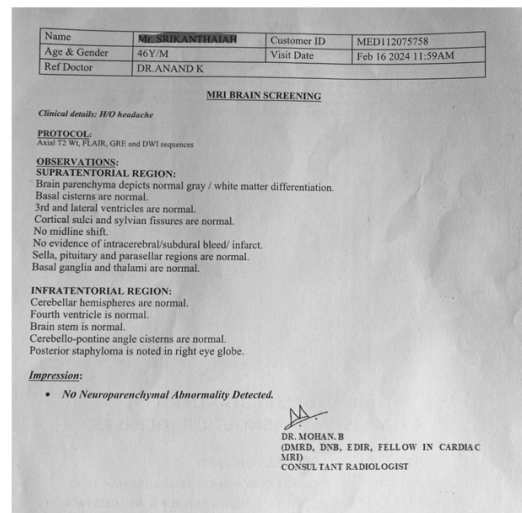 Name Mr. SRIKANTHAIAH Customer ID MED112075758
Age & Gender 46Y/M Visit Date Feb 16 2024 11:59AM
Ref Doctor DR.ANAND K
MRI BRAIN SCREENING
Clinical details: H/O headache
PROTOCOL:
Axial T2 Wt, FLAIR, GRE and DWI sequences
OBSERVATIONS:
SUPRATENTORIAL REGION:
Brain parenchyma depicts normal gray / white matter differentiation.
Basal cisterns are normal.
3rd and lateral ventricles are normal.
Cortical sulci and sylvian fissures are normal.
No midline shift.
No evidence of intracerebral/subdural bleed/ infarct.
Sella, pituitary and parasellar regions are normal.
Basal ganglia and thalami are normal.
INFRATENTORIAL REGION:
Cerebellar hemispheres are normal.
Fourth ventricle is normal.
Brain stem is normal.
Cerebello-pontine angle cisterns are normal.
Posterior staphyloma is noted in right eye globe.
Impression:
• No Neuroparenchymal Abnormality Detected.
DR. MOHAN. B
(DMRD, DNB, EDIR, FELLOW IN CARDIAC
MRI)
CONSULTANT RADIOLOGIST